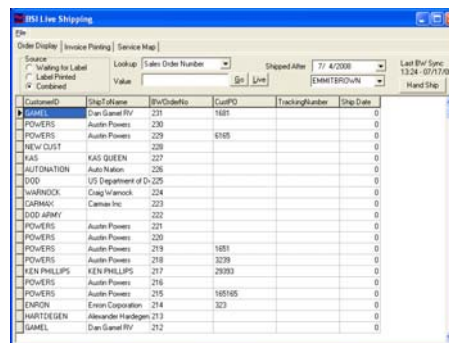 BSI Live Shipping
File
Order Display Invoice Printing Service Map
Source
Waiting for Label
Label Printed
Combined
Lookup Sales Order Number
Value Go Live
Shipped After 7/ 4/2008
EMMITBROWN
Last BW Sync
13:24 - 07/17/0
Hand Ship
CustomerID ShipToName BWOrderNo CustPO TrackingNumber Ship Date
GAMEL Dan Gamel RV 231 1681 0
POWERS Austin Powers 230 0
POWERS Austin Powers 229 6165 0
NEW CUST 228 0
KAS KAS QUEEN 227 0
AUTONATION Auto Nation 226 0
DOD US Department of D 225 0
WARNOCK Craig Warnock 224 0
CARMAX Carmax Inc 223 0
DOD ARMY 222 0
POWERS Austin Powers 221 0
POWERS Austin Powers 220 0
POWERS Austin Powers 219 1651 0
POWERS Austin Powers 218 3239 0
KEN PHILLIPS KEN PHILLIPS 217 29393 0
POWERS Austin Powers 216 0
POWERS Austin Powers 215 165165 0
ENRON Enron Corporation 214 323 0
HARTDEGEN Alexander Hardegen 213 0
GAMEL Dan Gamel RV 212 0